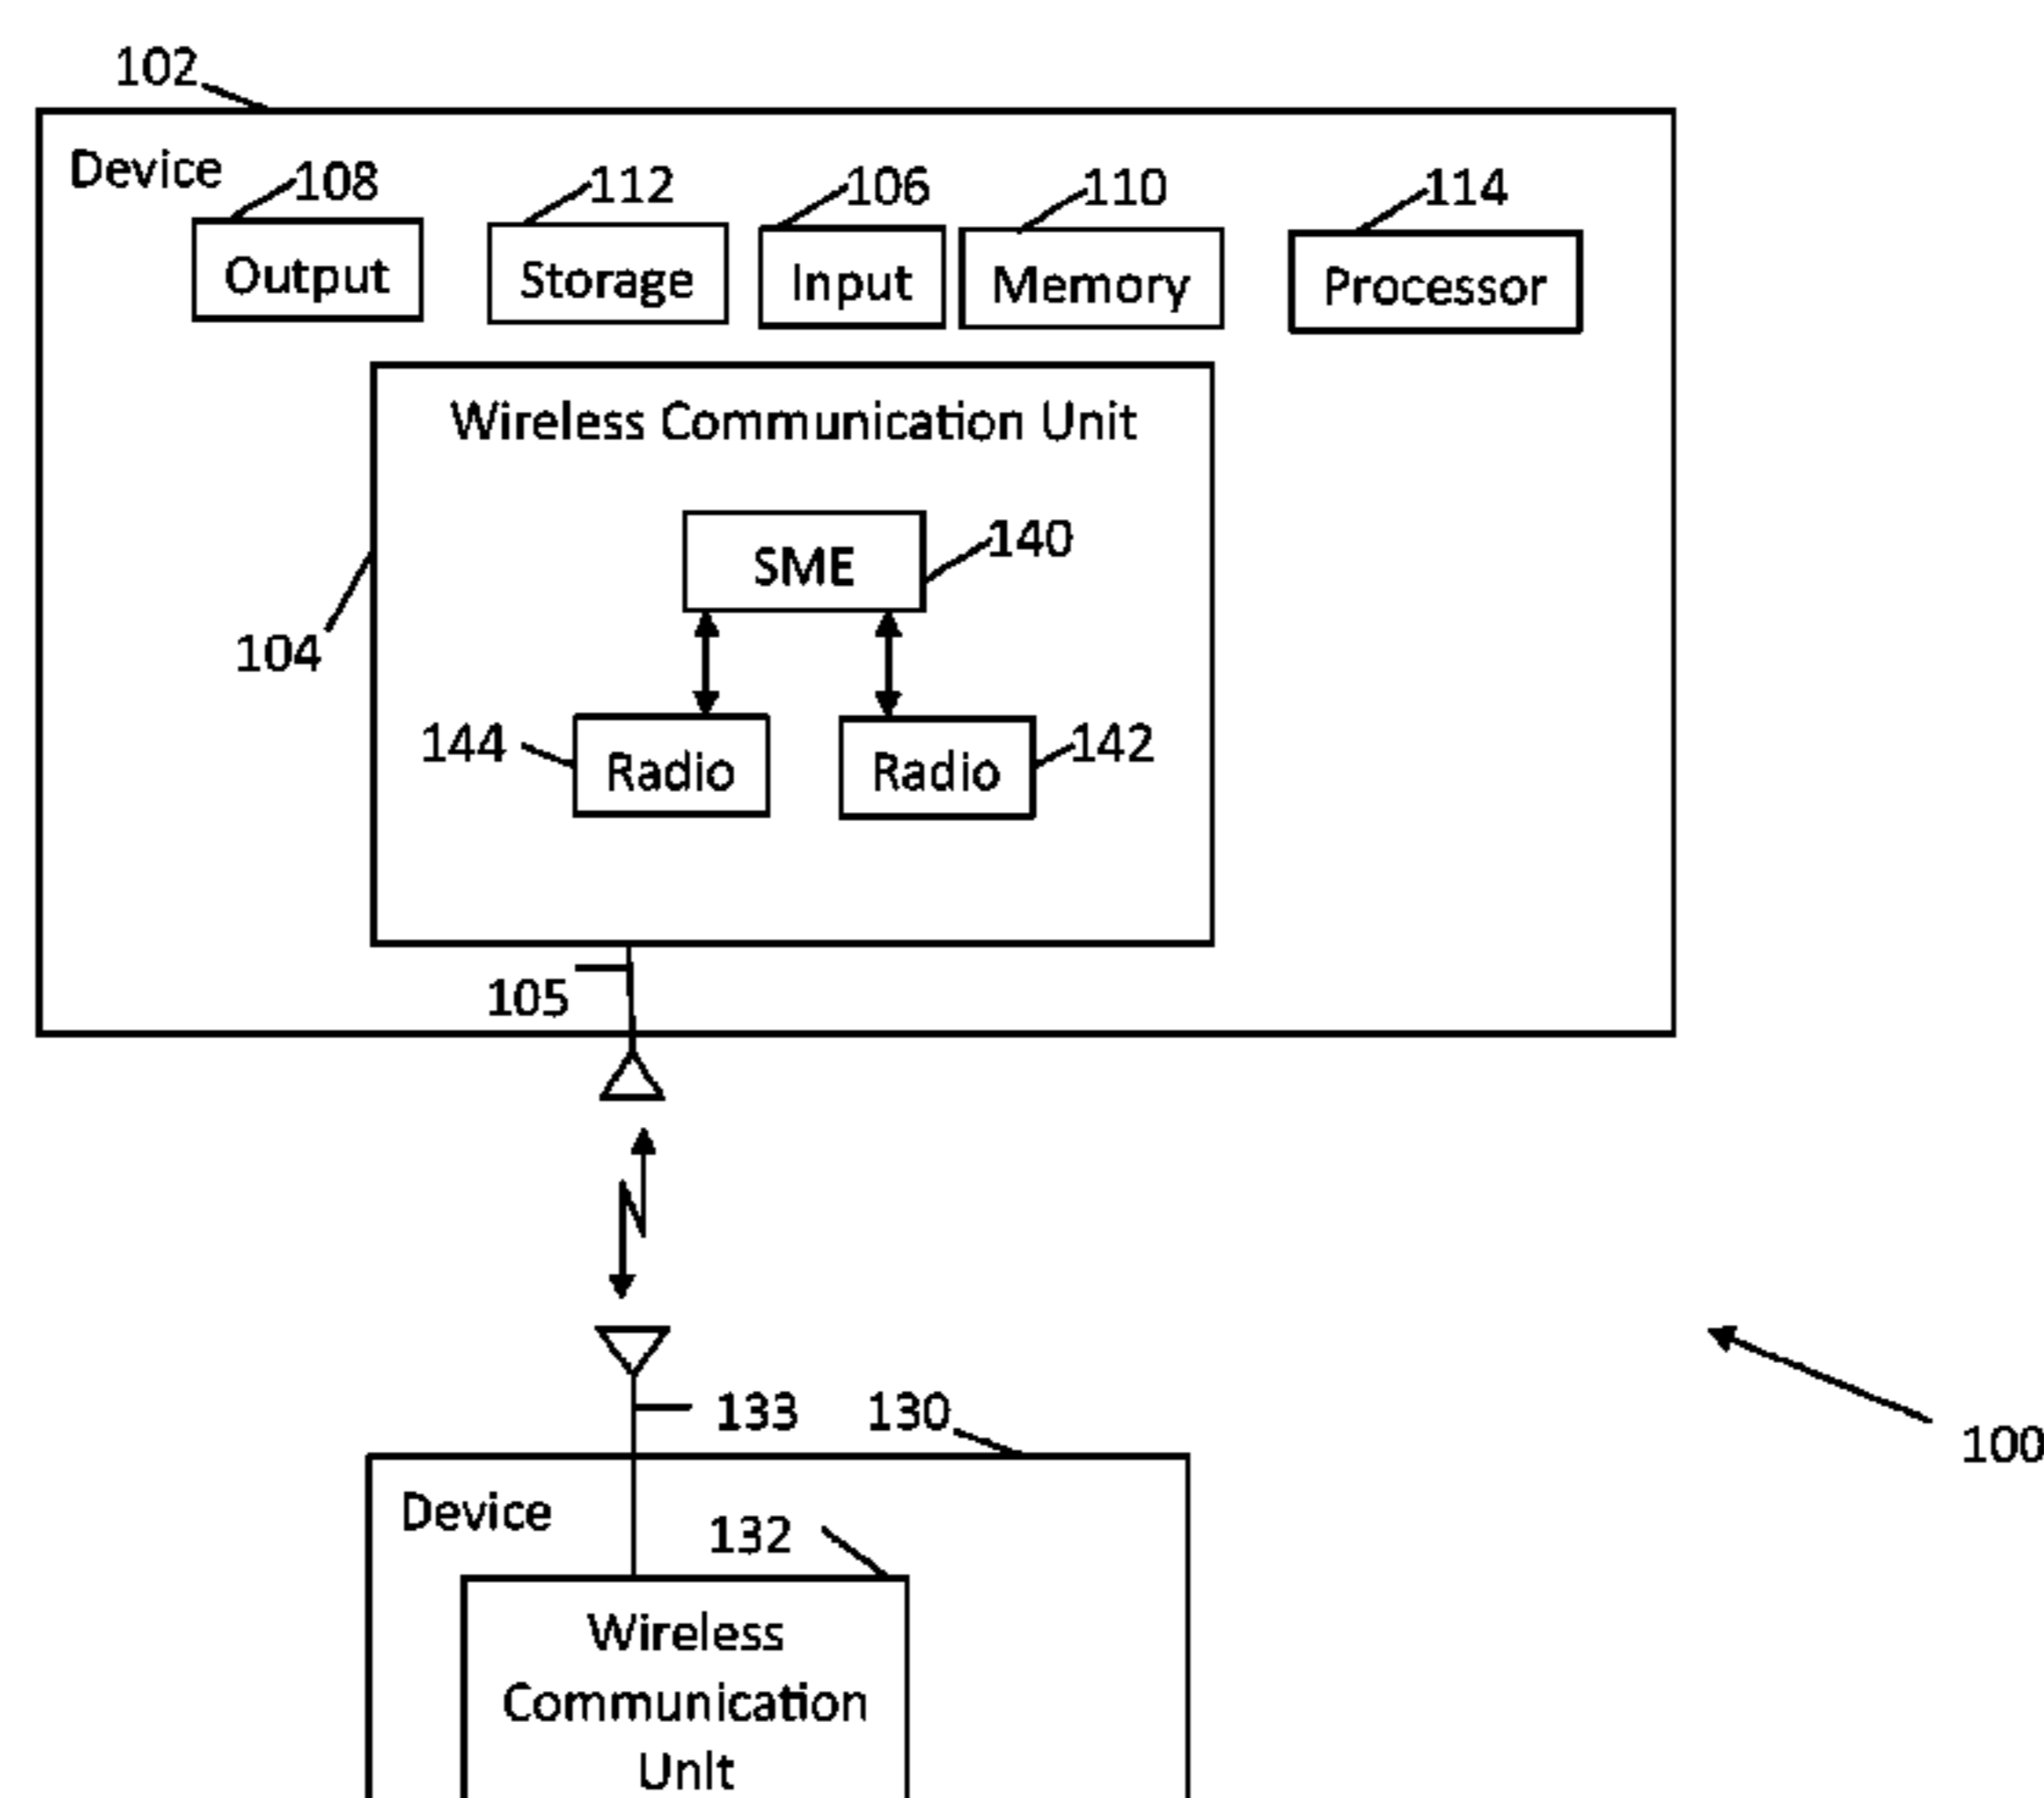 102
Device
108
112
106
110
114
Output
Storage
Input
Memory
Processor
Wireless Communication Unit
SME
140
104
144
Radio
Radio
142
105
133
130
100
Device
132
Wireless
Communication
Unit